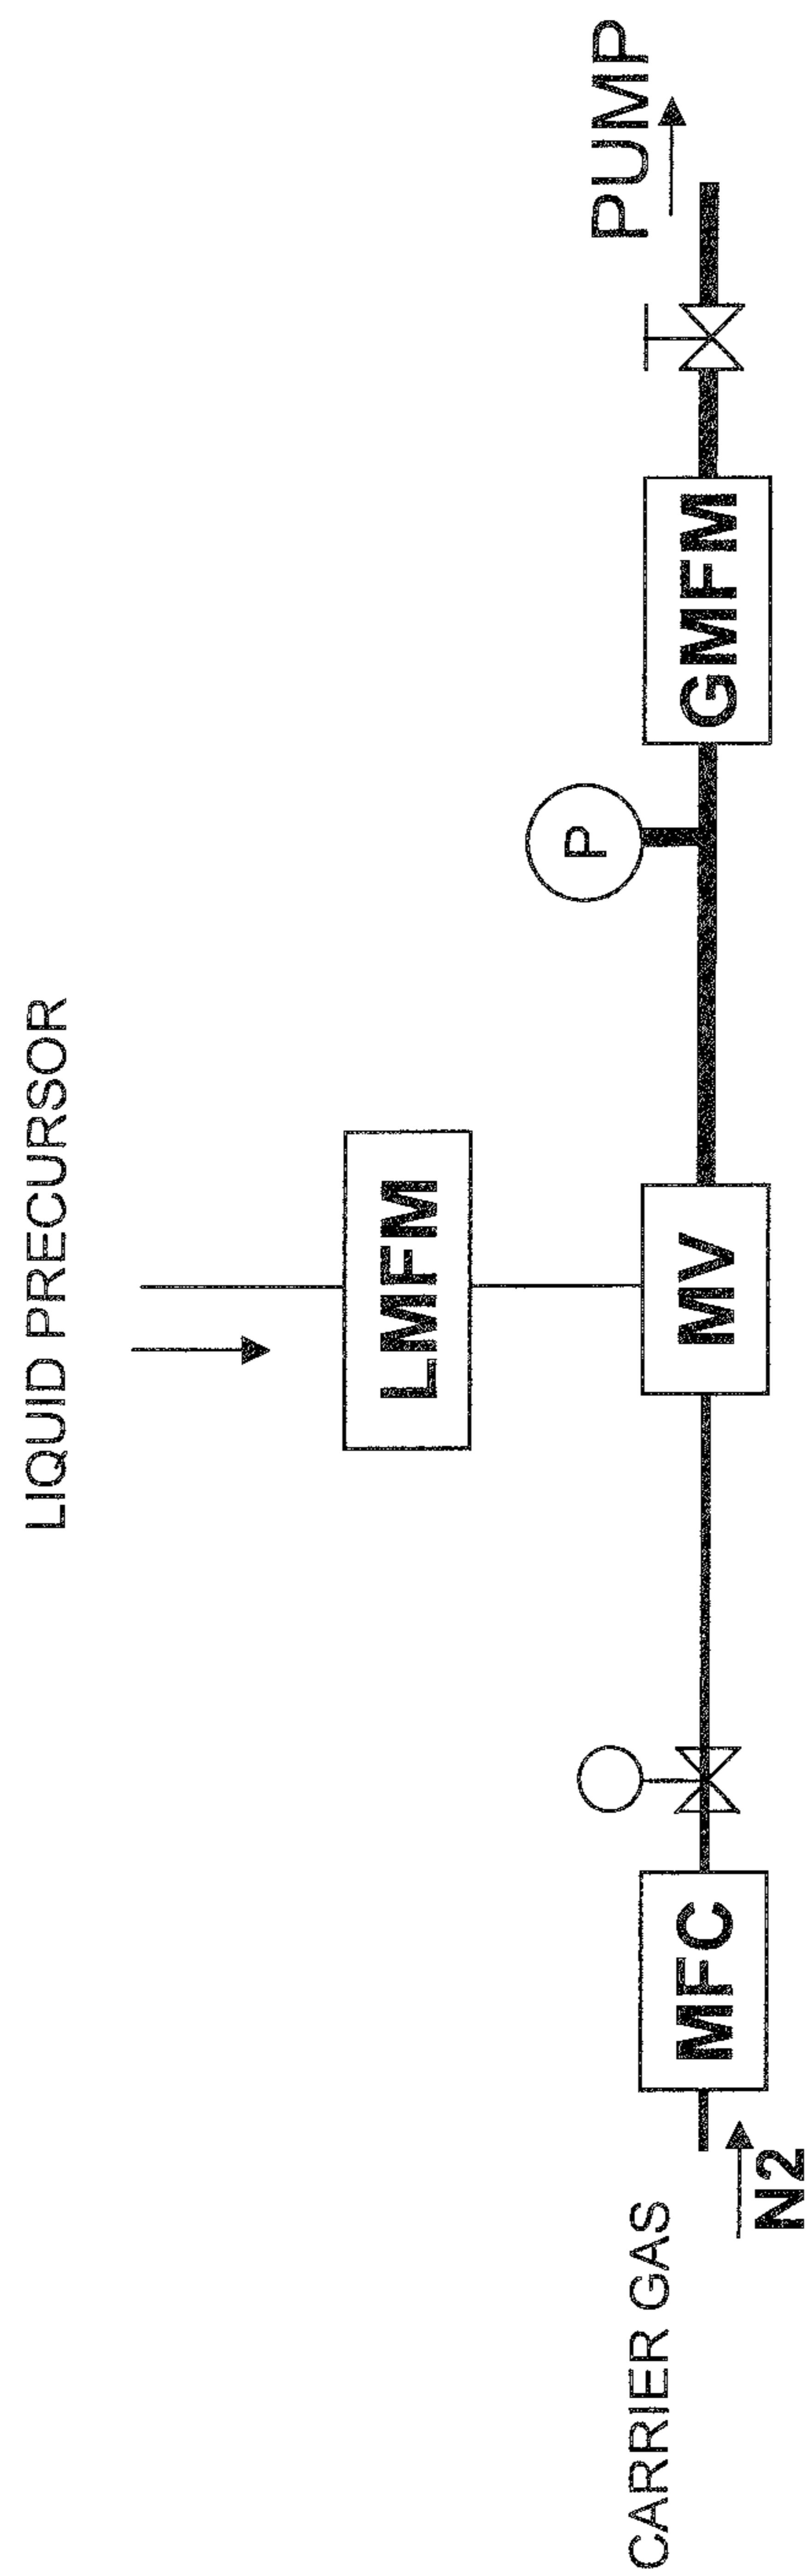 LIQUID PRECURSOR
LMFM
CARRIER GAS
N2
MFC
MV
P
GMFM
PUMP